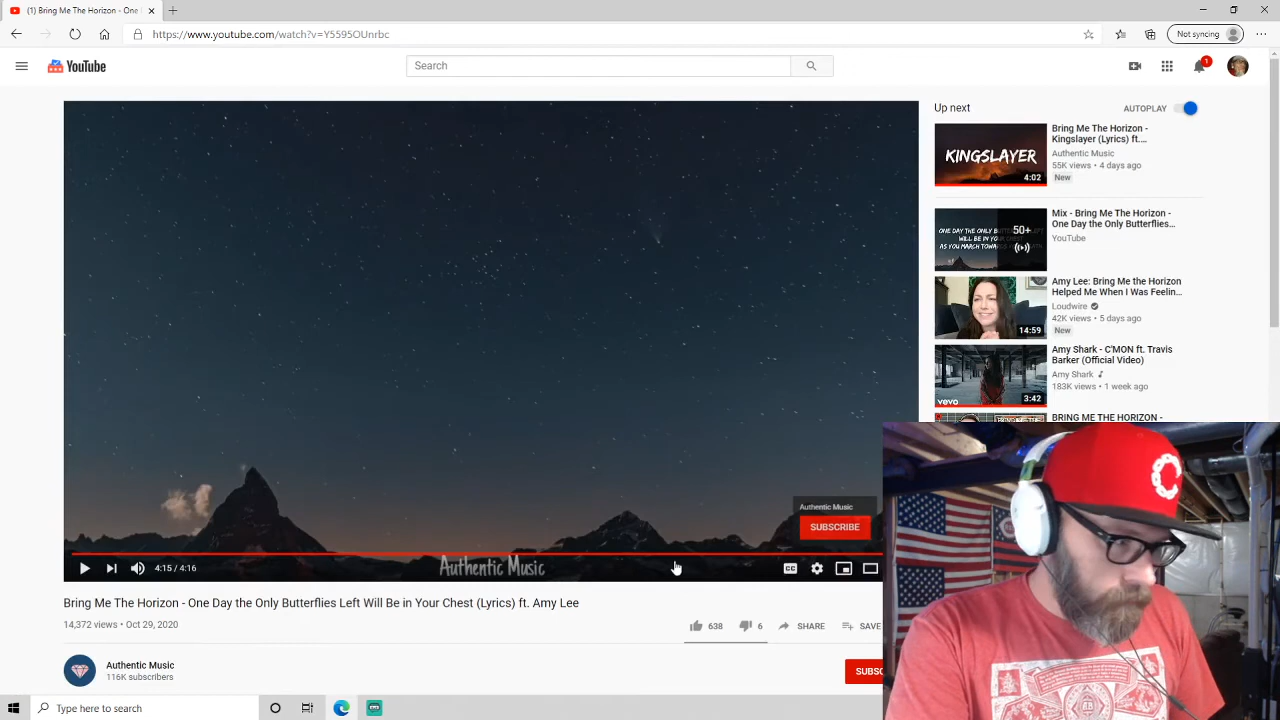 (1) Bring Me The Horizon - One
https://www.youtube.com/watch?v=Y5595OUnrbc
Not syncing
YouTube
Search
1
Up next
AUTOPLAY
KINGSLAYER
4:02
Bring Me The Horizon -
Kingslayer (Lyrics) ft....
Authentic Music
55K views • 4 days ago
New
50+
Mix - Bring Me The Horizon -
One Day the Only Butterflies...
YouTube
14:59
Amy Lee: Bring Me the Horizon
Helped Me When I Was Feelin...
Loudwire
42K views • 5 days ago
New
vevo
3:42
Amy Shark - C'MON ft. Travis
Barker (Official Video)
Amy Shark
183K views • 1 week ago
BRING ME THE HORIZON -
Authentic Music
SUBSCRIBE
4:15 / 4:16
Authentic Music
CC
Bring Me The Horizon - One Day the Only Butterflies Left Will Be in Your Chest (Lyrics) ft. Amy Lee
14,372 views • Oct 29, 2020
638
6
SHARE
SAVE
Authentic Music
116K subscribers
SUBSC
Type here to search